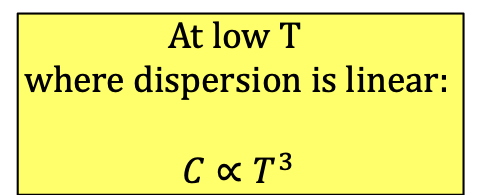 At low T
where dispersion is linear:
C ∝ T³